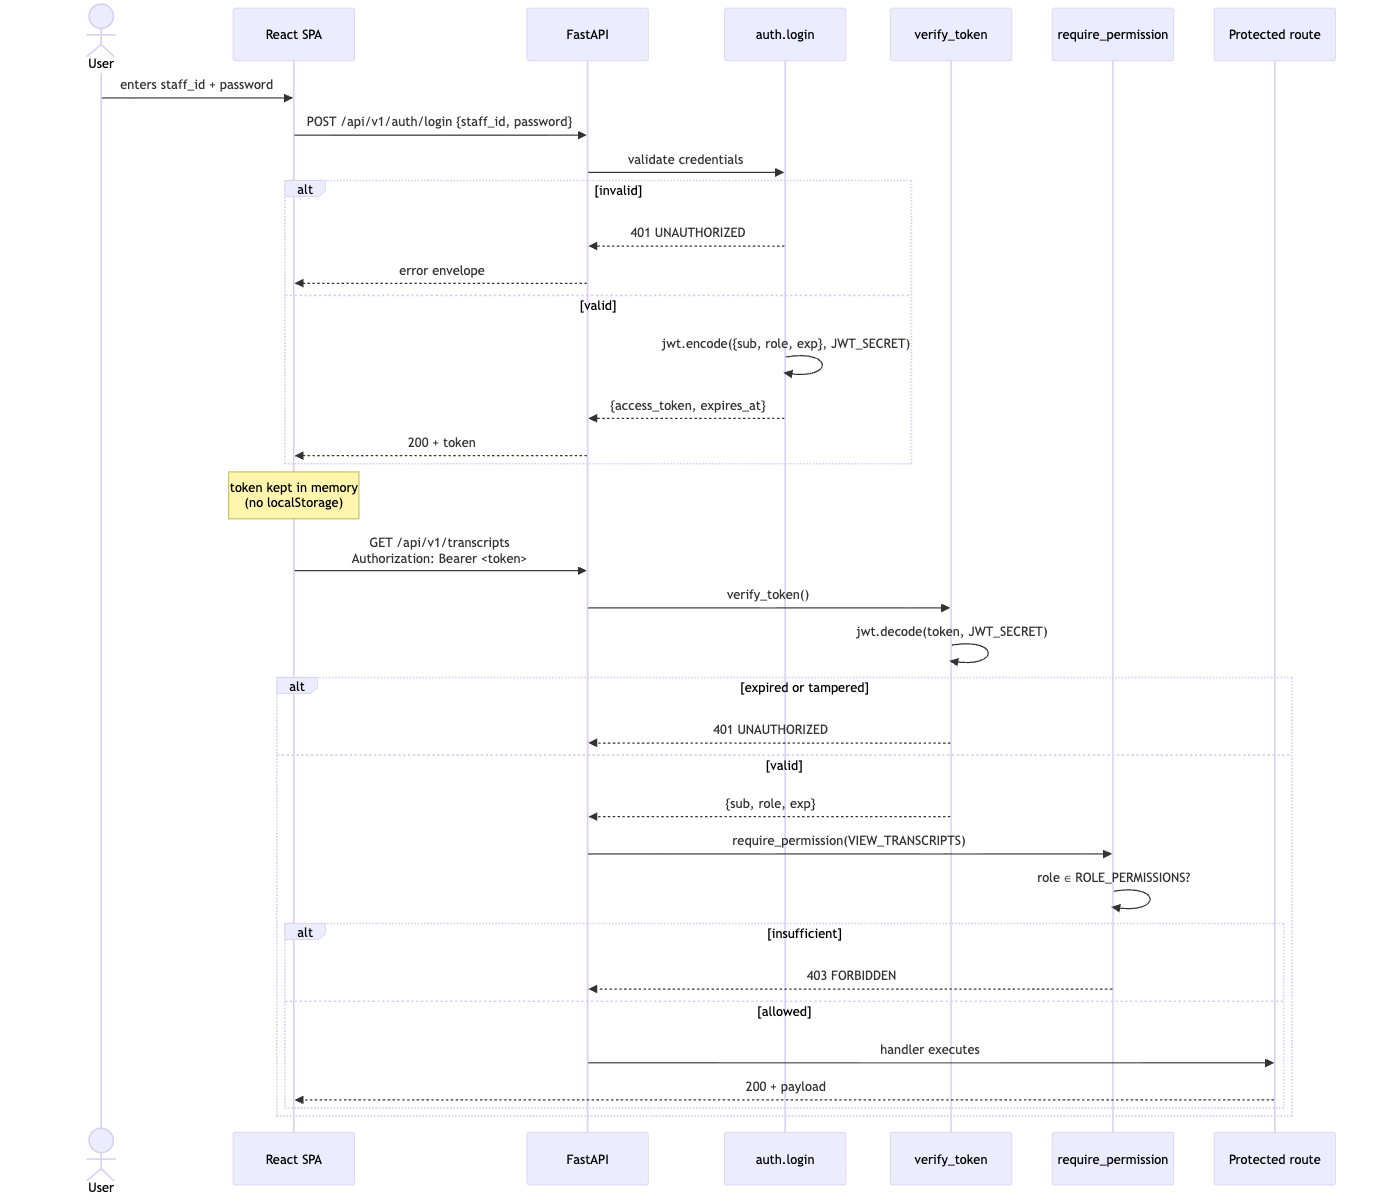 User
React SPA
FastAPI
auth.login
verify_token
require_permission
Protected route
enters staff_id + password
POST /api/v1/auth/login {staff_id, password}
validate credentials
alt
[invalid]
401 UNAUTHORIZED
error envelope
[valid]
jwt.encode({sub, role, exp}, JWT_SECRET)
{access_token, expires_at}
200 + token
token kept in memory
(no localStorage)
GET /api/v1/transcripts
Authorization: Bearer <token>
verify_token()
jwt.decode(token, JWT_SECRET)
alt
[expired or tampered]
401 UNAUTHORIZED
[valid]
{sub, role, exp}
require_permission(VIEW_TRANSCRIPTS)
role ∈ ROLE_PERMISSIONS?
alt
[insufficient]
403 FORBIDDEN
[allowed]
handler executes
200 + payload
User
React SPA
FastAPI
auth.login
verify_token
require_permission
Protected route